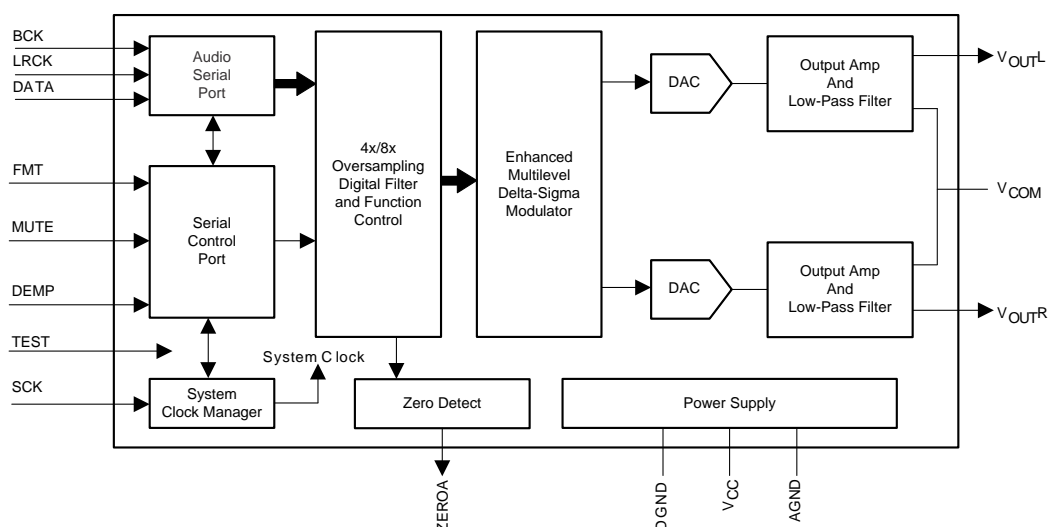 BCK
LRCK
DATA
Audio
Serial
Port
FMT
MUTE
DEMP
Serial
Control
Port
TEST
SCK
System
Clock Manager
System Clock
4x/8x
Oversampling
Digital Filter
and Function
Control
Enhanced
Multilevel
Delta-Sigma
Modulator
DAC
Output Amp
And
Low-Pass Filter
VOUTL
VCOM
DAC
Output Amp
And
Low-Pass Filter
VOUTR
Zero Detect
Power Supply
ZEROA
DGND
VCC
AGND